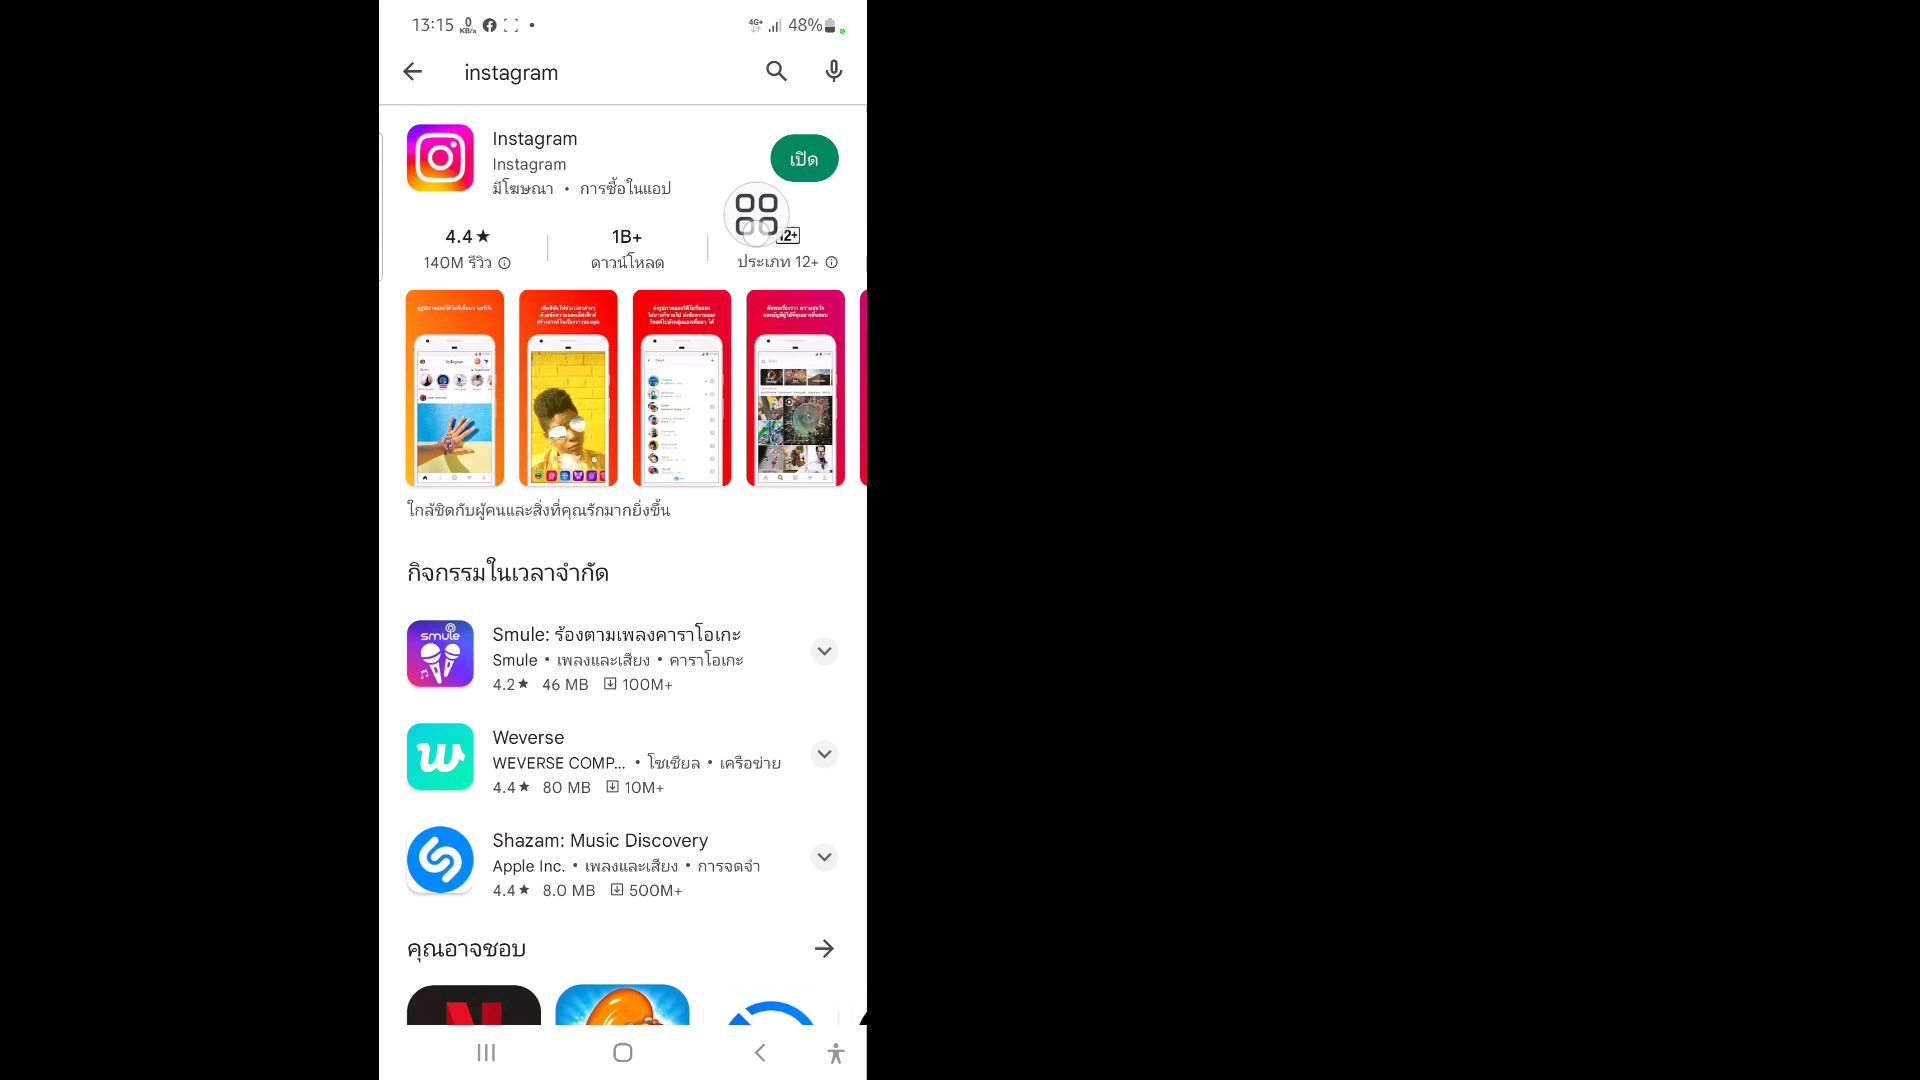 13:15 0 KB/s 4G+ 48%
instagram
Instagram
Instagram
มีโฆษณา • การซื้อในแอป
เปิด
4.4★ 1B+ 12+
140M รีวิว ดาวน์โหลด ประเภท 12+
ใกล้ชิดกับผู้คนและสิ่งที่คุณรักมากยิ่งขึ้น
กิจกรรมในเวลาจำกัด
smule
Smule: ร้องตามเพลงคาราโอเกะ
Smule • เพลงและเสียง • คาราโอเกะ
4.2★ 46 MB 100M+
Weverse
WEVERSE COMP... • โซเชียล • เครือข่าย
4.4★ 80 MB 10M+
Shazam: Music Discovery
Apple Inc. • เพลงและเสียง • การจดจำ
4.4★ 8.0 MB 500M+
คุณอาจชอบ